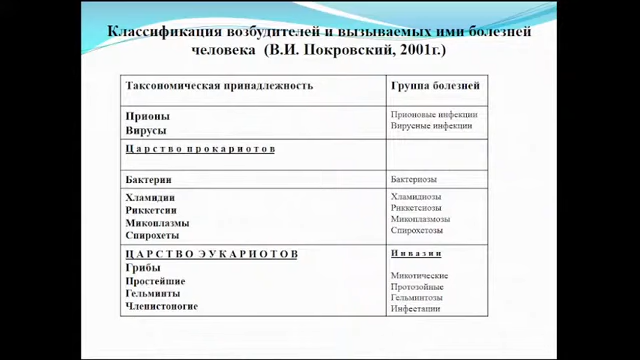 Классификация возбудителей и вызываемых ими болезней
человека (В.И. Покровский, 2001г.)
Таксономическая принадлежность
Группа болезней
Прионы
Вирусы
Прионовые инфекции
Вирусные инфекции
Царство прокариотов
Бактерии
Бактериозы
Хламидии
Риккетсии
Микоплазмы
Спирохеты
Хламидиозы
Риккетсиозы
Микоплазмозы
Спирохетозы
ЦАРСТВО ЭУКАРИОТОВ
Грибы
Простейшие
Гельминты
Членистоногие
Инвазии
Микотические
Протозойные
Гельминтозы
Инфестации